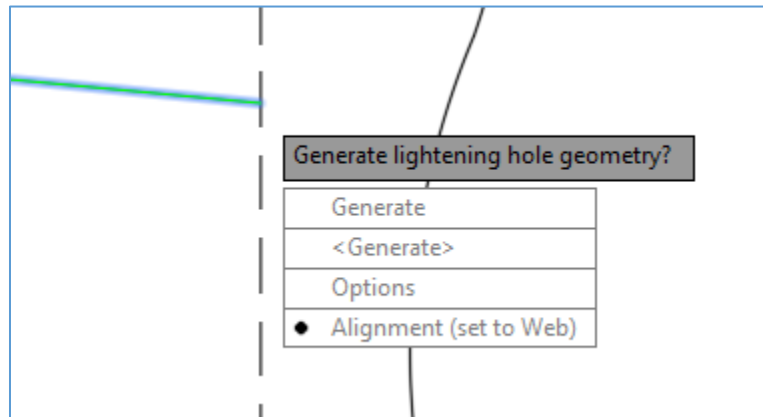 Generate lightening hole geometry?
Generate
<Generate>
Options
Alignment (set to Web)